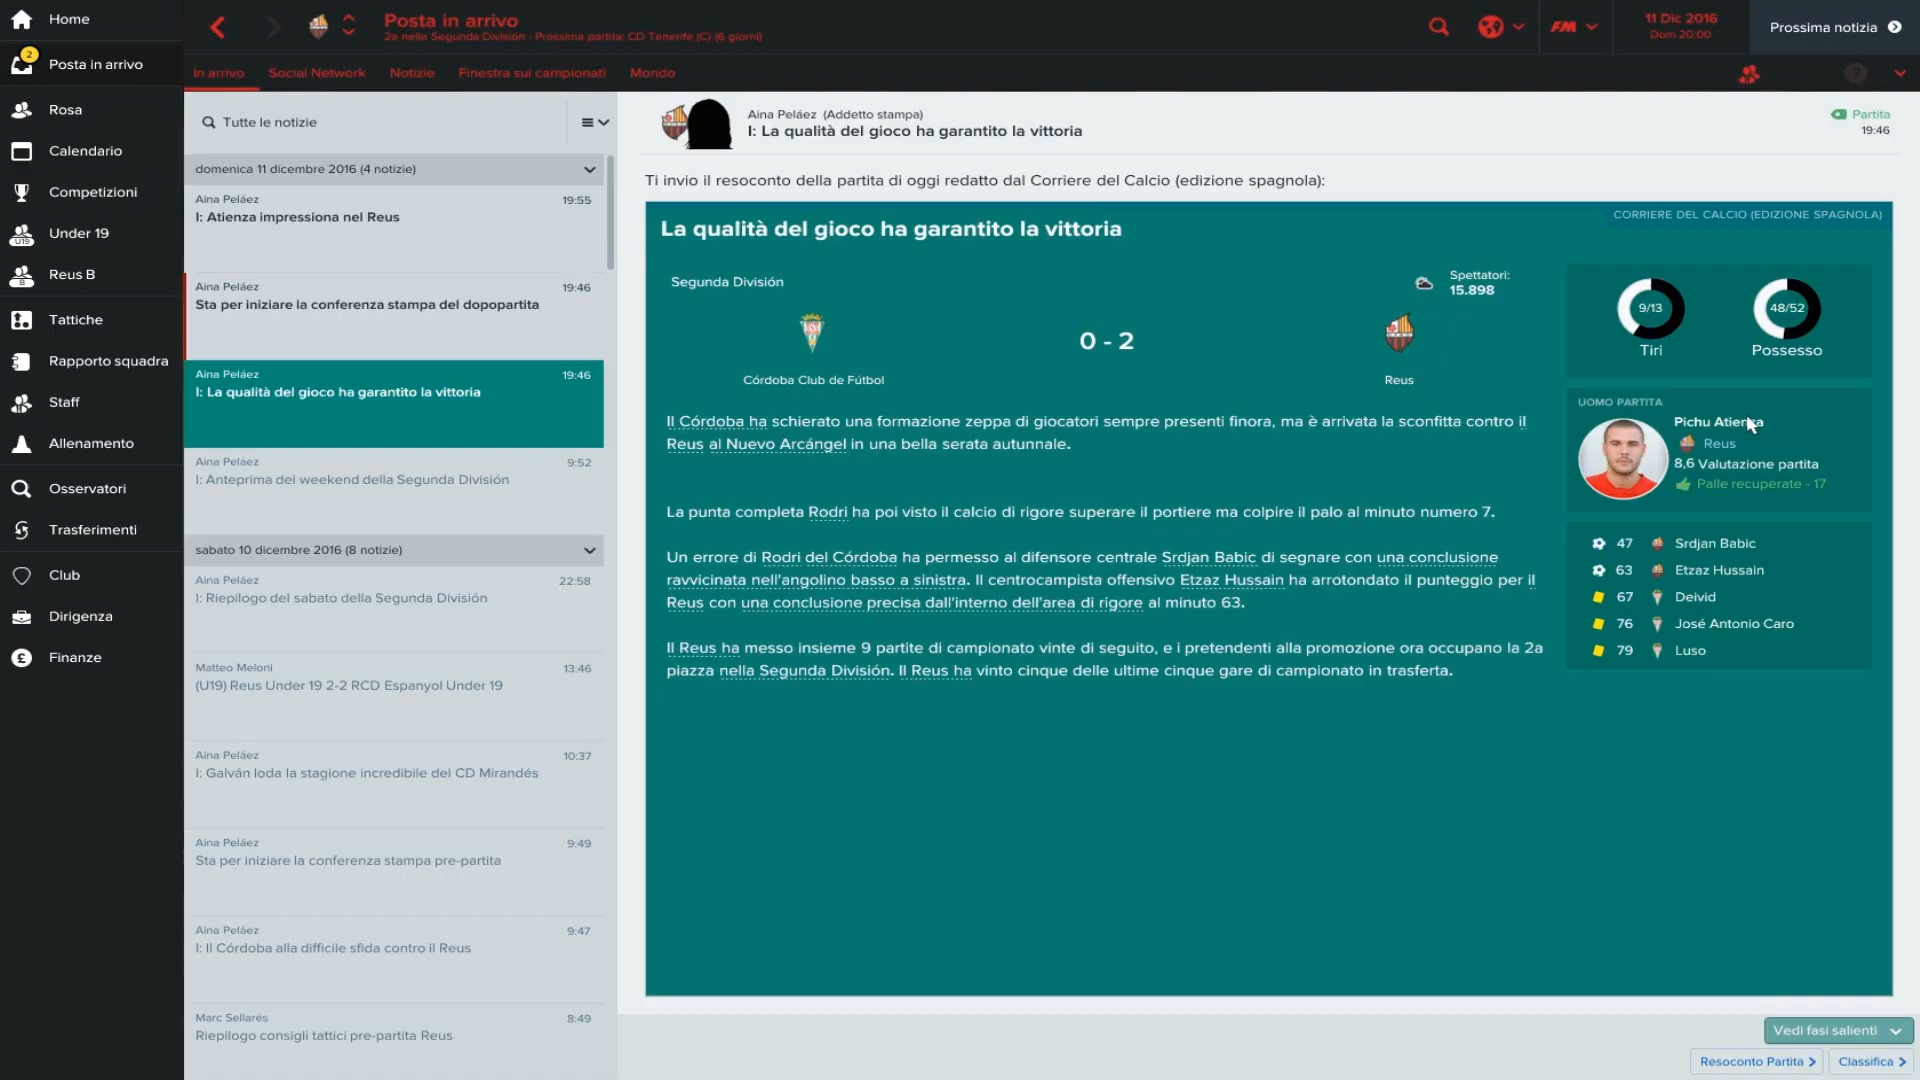 Home
2
Posta in arrivo
Rosa
Calendario
Competizioni
U19
Under 19
B
Reus B
Tattiche
Rapporto squadra
Staff
Allenamento
Osservatori
Trasferimenti
Club
Dirigenza
Finanze
Posta in arrivo
2a nella Segunda División - Prossima partita: CD Tenerife (C) (6 giorni)
FM
11 Dic 2016
Dom 20:00
Prossima notizia
In arrivo
Social Network
Notizie
Finestra sui campionati
Mondo
?
Tutte le notizie
domenica 11 dicembre 2016 (4 notizie)
Aina Peláez 19:55
I: Atienza impressiona nel Reus
Aina Peláez 19:46
Sta per iniziare la conferenza stampa del dopopartita
Aina Peláez 19:46
I: La qualità del gioco ha garantito la vittoria
Aina Peláez 9:52
I: Anteprima del weekend della Segunda División
sabato 10 dicembre 2016 (8 notizie)
Aina Peláez 22:58
I: Riepilogo del sabato della Segunda División
Matteo Meloni 13:46
(U19) Reus Under 19 2-2 RCD Espanyol Under 19
Aina Peláez 10:37
I: Galván loda la stagione incredibile del CD Mirandés
Aina Peláez 9:49
Sta per iniziare la conferenza stampa pre-partita
Aina Peláez 9:47
I: Il Córdoba alla difficile sfida contro il Reus
Marc Sellarés 8:49
Riepilogo consigli tattici pre-partita Reus
Aina Peláez (Addetto stampa)
I: La qualità del gioco ha garantito la vittoria
Partita
19:46
Ti invio il resoconto della partita di oggi redatto dal Corriere del Calcio (edizione spagnola):
CORRIERE DEL CALCIO (EDIZIONE SPAGNOLA)
La qualità del gioco ha garantito la vittoria
Segunda División
Spettatori:
15.898
0 - 2
Córdoba Club de Fútbol
Reus
Il Córdoba ha schierato una formazione zeppa di giocatori sempre presenti finora, ma è arrivata la sconfitta contro il
Reus al Nuevo Arcángel in una bella serata autunnale.
La punta completa Rodri ha poi visto il calcio di rigore superare il portiere ma colpire il palo al minuto numero 7.
Un errore di Rodri del Córdoba ha permesso al difensore centrale Srdjan Babic di segnare con una conclusione
ravvicinata nell'angolino basso a sinistra. Il centrocampista offensivo Etzaz Hussain ha arrotondato il punteggio per il
Reus con una conclusione precisa dall'interno dell'area di rigore al minuto 63.
Il Reus ha messo insieme 9 partite di campionato vinte di seguito, e i pretendenti alla promozione ora occupano la 2a
piazza nella Segunda División. Il Reus ha vinto cinque delle ultime cinque gare di campionato in trasferta.
9/13
Tiri
48/52
Possesso
UOMO PARTITA
Pichu Atienza
Reus
8,6 Valutazione partita
Palle recuperate - 17
47 Srdjan Babic
63 Etzaz Hussain
67 Deivid
76 José Antonio Caro
79 Luso
Vedi fasi salienti
Resoconto Partita
Classifica